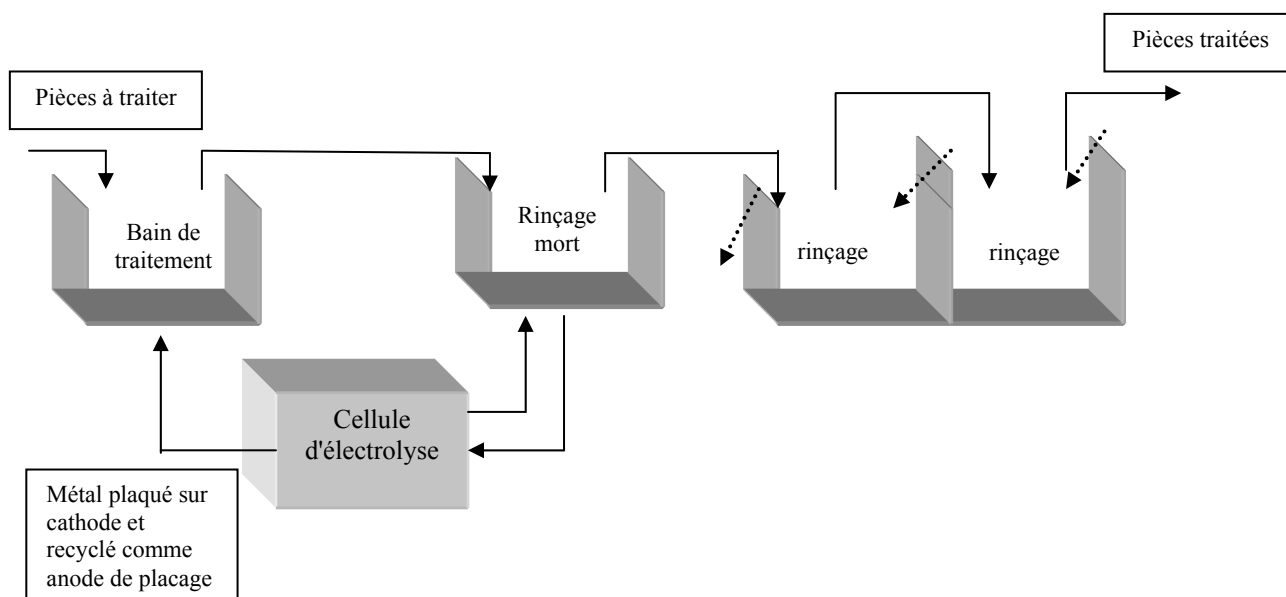 Pièces traitées
Pièces à traiter
Bain de
traitement
Rinçage
mort
rinçage
rinçage
Cellule
d'électrolyse
Métal plaqué sur
cathode et
recyclé comme
anode de placage